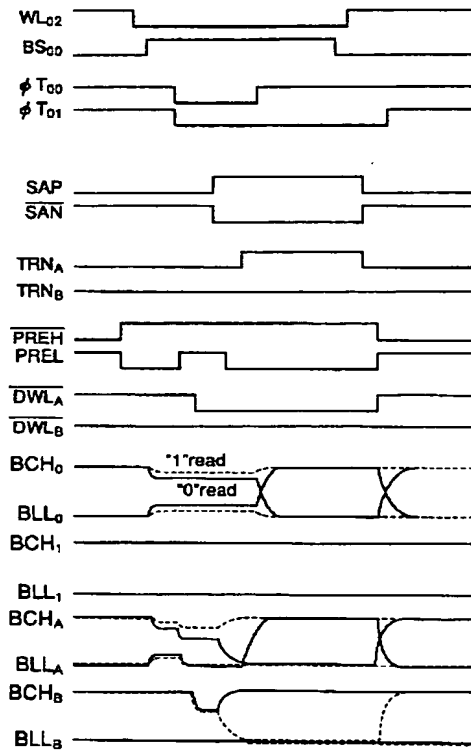 WL02
BS00
φT00
φT01
SAP
SAN
TRNA
TRNB
PREH
PREL
DWLA
DWLB
BCH0
"1"read
"0"read
BLL0
BCH1
BLL1
BCHA
BLLA
BCHB
BLLB